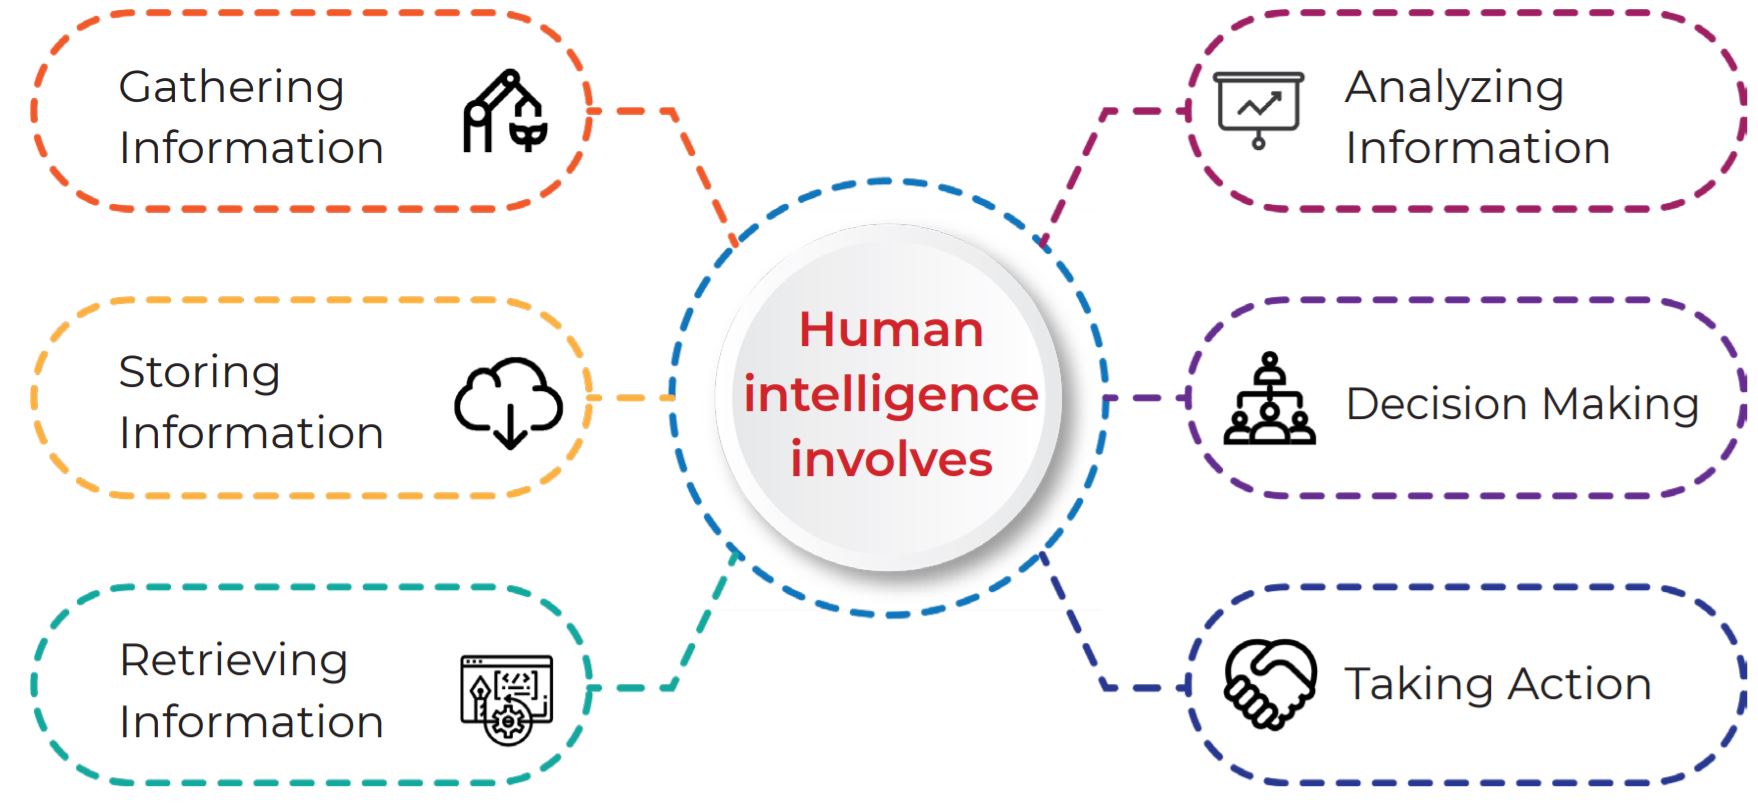 Gathering
Information
Storing
Information
Retrieving
Information
Human
intelligence
involves
Analyzing
Information
Decision Making
Taking Action